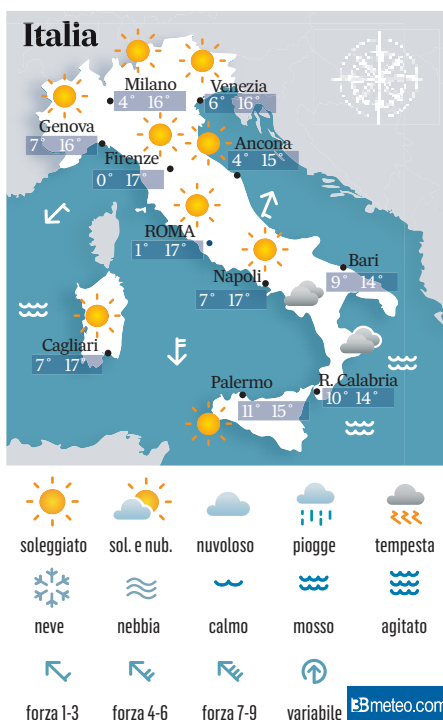 Italia
Milano
4° 16°
Venezia
6° 16°
Genova
7° 16°
Firenze
0° 17°
Ancona
4° 15°
ROMA
1° 17°
Napoli
7° 17°
Bari
9° 14°
Cagliari
7° 17°
Palermo
11° 15°
R. Calabria
10° 14°
soleggiato sol. e nub. nuvoloso piogge tempesta
neve nebbia calmo mosso agitato
forza 1-3 forza 4-6 forza 7-9 variabile
3Bmeteo.com